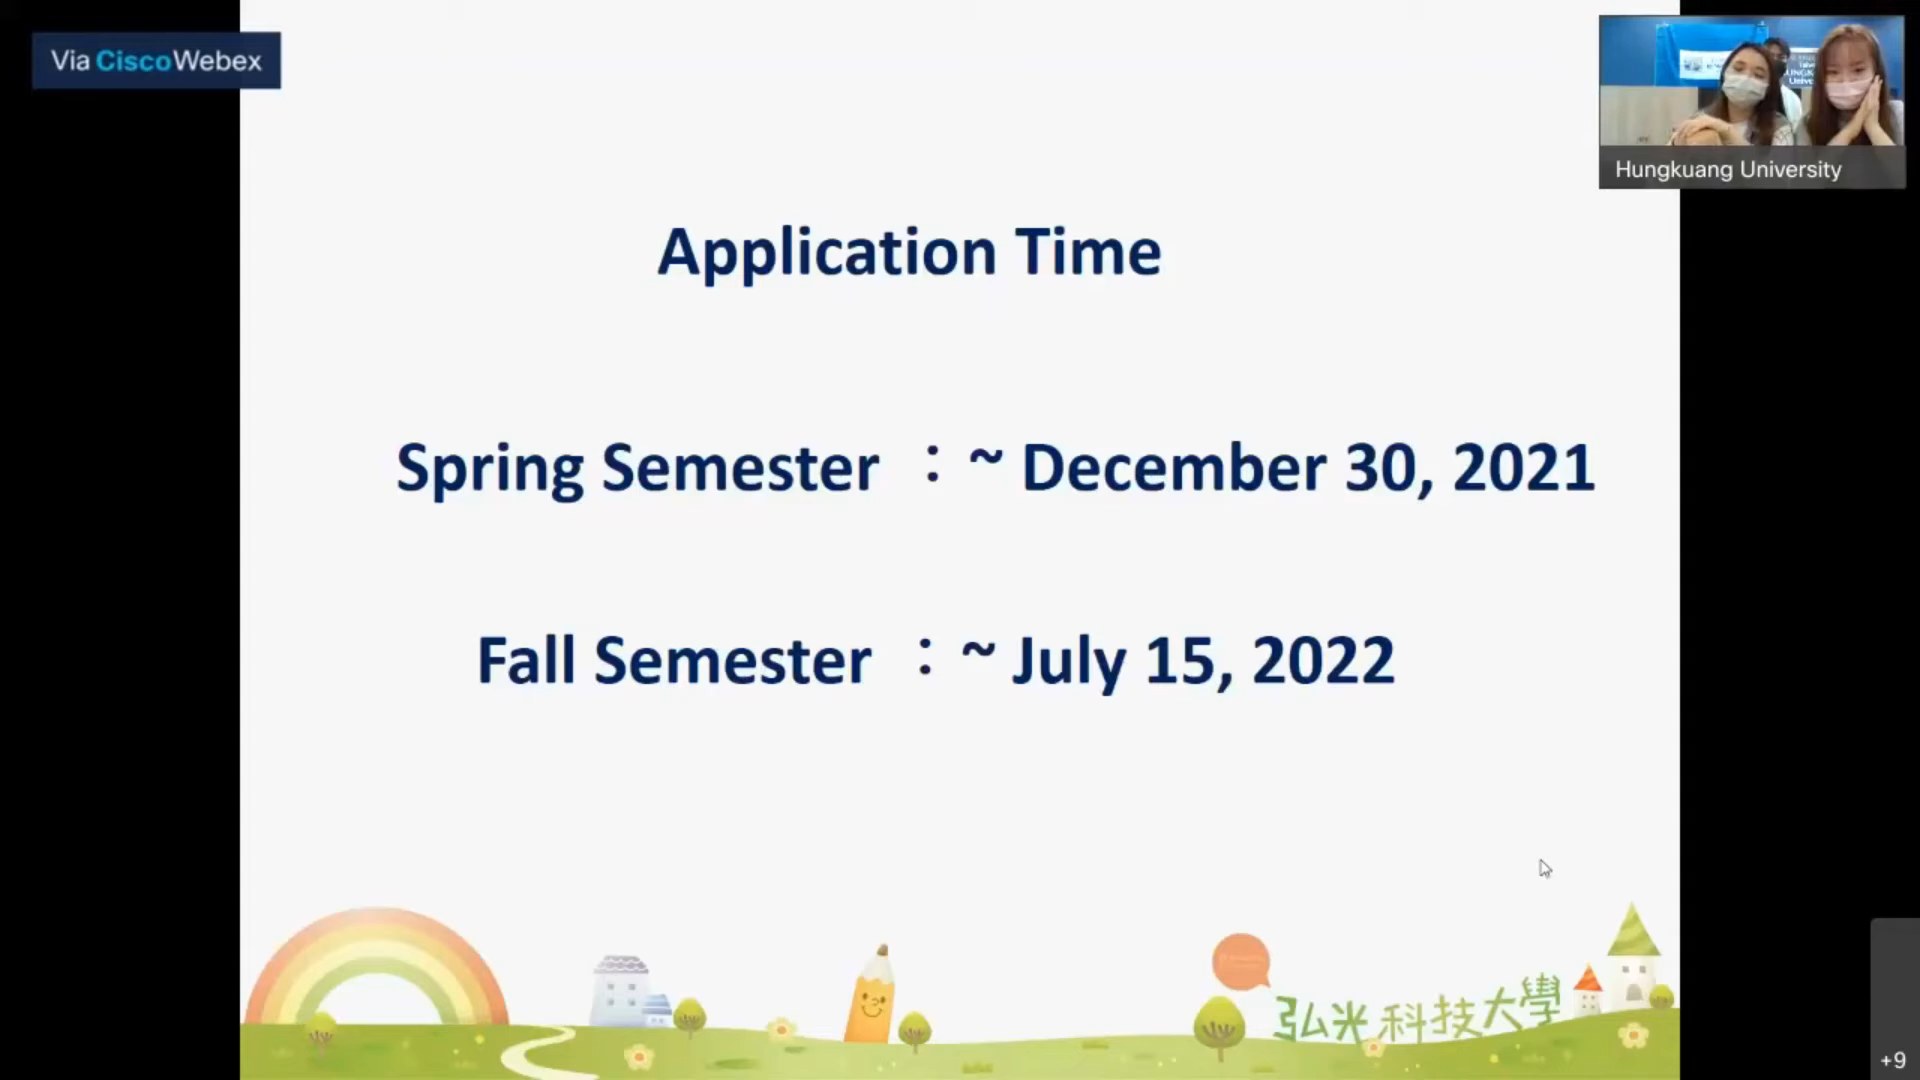 Via CiscoWebex
Hungkuang University
Application Time
Spring Semester ：~ December 30, 2021
Fall Semester ：~ July 15, 2022
弘光科技大學
+9